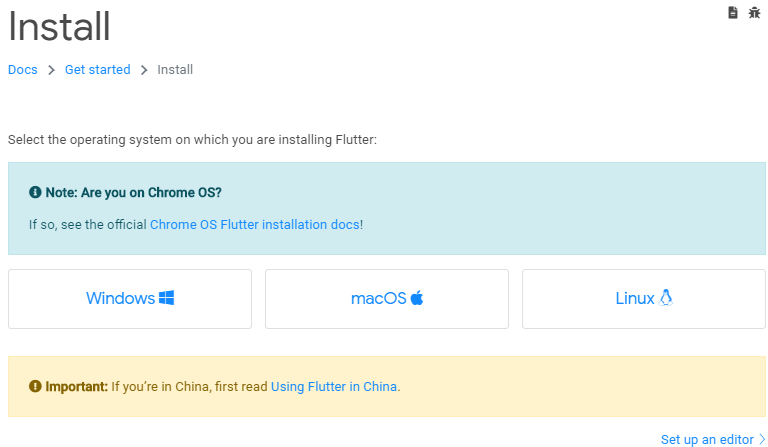 Install
Docs > Get started > Install
Select the operating system on which you are installing Flutter:
Note: Are you on Chrome OS?
If so, see the official Chrome OS Flutter installation docs!
Windows
macOS
Linux
Important: If you’re in China, first read Using Flutter in China.
Set up an editor >